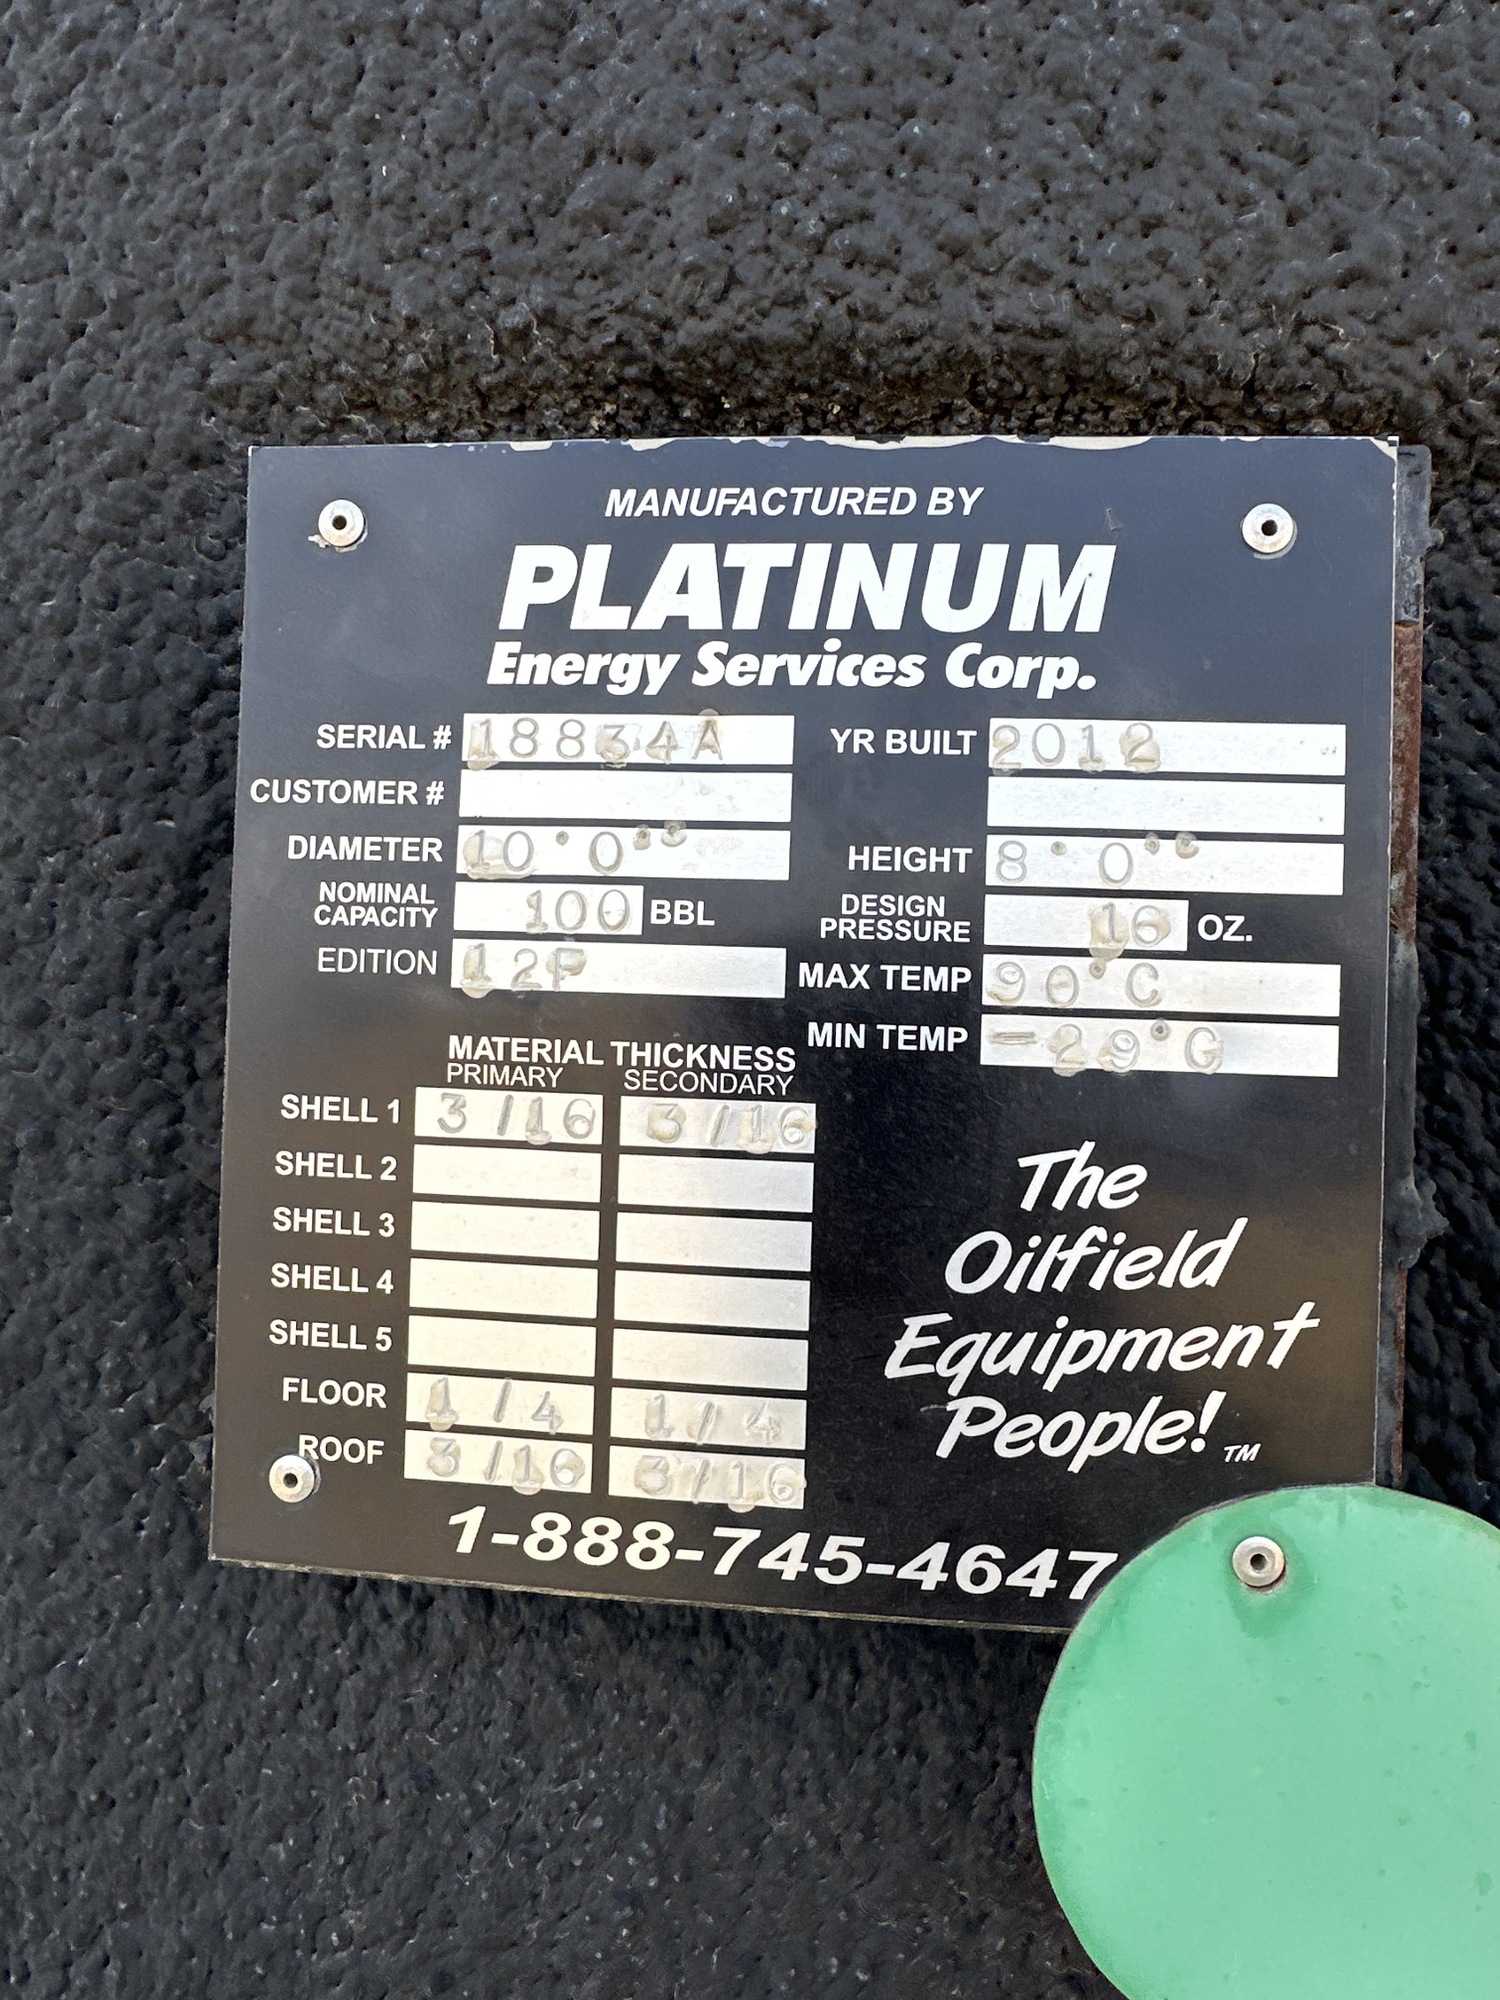 MANUFACTURED BY
PLATINUM
Energy Services Corp.
SERIAL # 18834A YR BUILT 2012
CUSTOMER #
DIAMETER 10'0'' HEIGHT 8'0''
NOMINAL CAPACITY 100 BBL DESIGN PRESSURE 16 OZ.
EDITION 12F MAX TEMP 90°C
MIN TEMP -29°C
MATERIAL THICKNESS
PRIMARY SECONDARY
SHELL 1 3/16 3/16
SHELL 2
SHELL 3
SHELL 4
SHELL 5
FLOOR 1/4 1/4
ROOF 3/16 3/16
The
Oilfield
Equipment
People! TM
1-888-745-4647